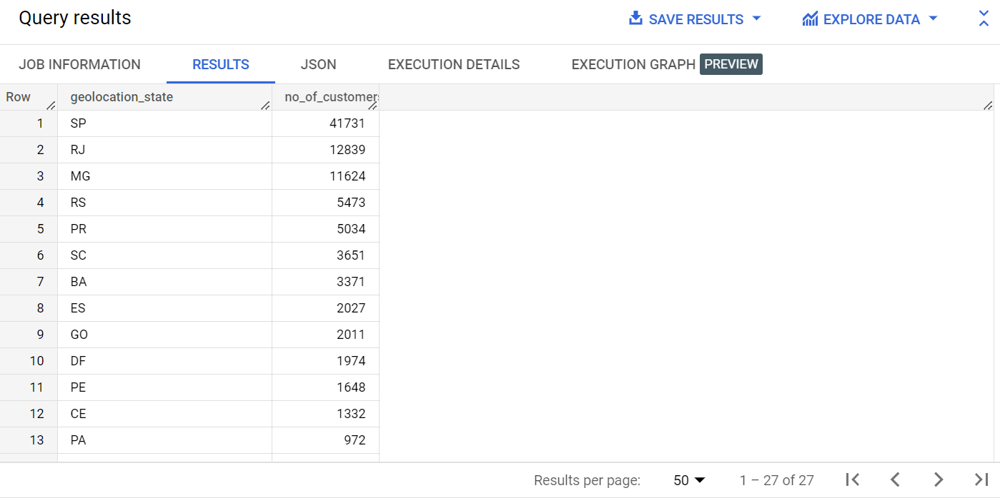 Query results SAVE RESULTS EXPLORE DATA
JOB INFORMATION RESULTS JSON EXECUTION DETAILS EXECUTION GRAPH PREVIEW
Row geolocation_state no_of_customers
1 SP 41731
2 RJ 12839
3 MG 11624
4 RS 5473
5 PR 5034
6 SC 3651
7 BA 3371
8 ES 2027
9 GO 2011
10 DF 1974
11 PE 1648
12 CE 1332
13 PA 972
Results per page: 50 1 – 27 of 27